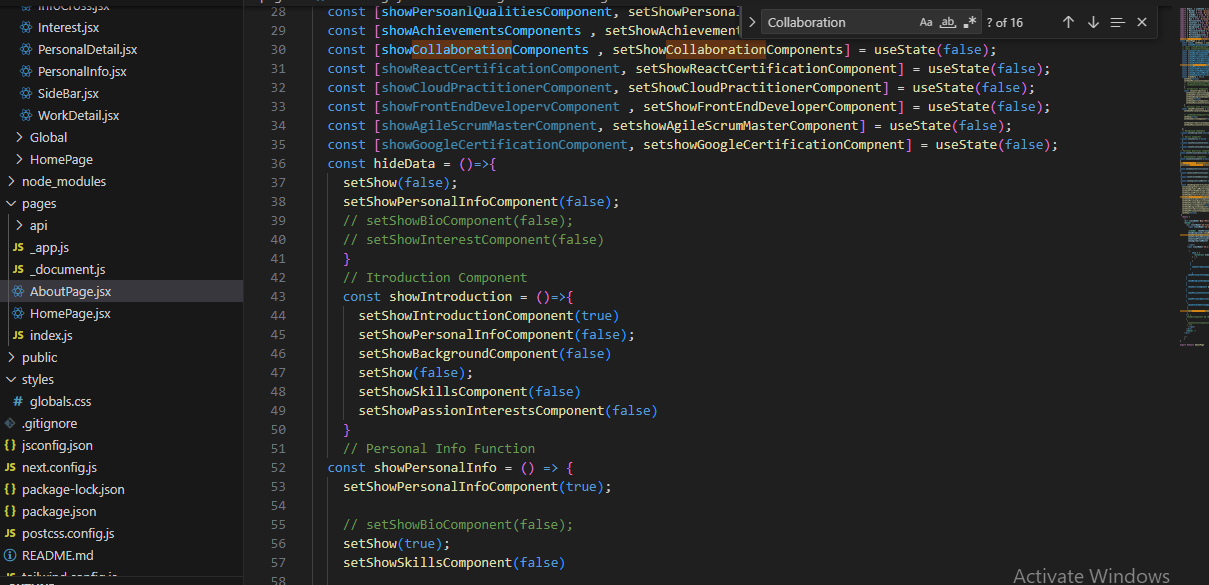 InfoCross.jsx
Interest.jsx
PersonalDetail.jsx
PersonalInfo.jsx
SideBar.jsx
WorkDetail.jsx
Global
HomePage
node_modules
pages
api
JS _app.js
JS _document.js
AboutPage.jsx
HomePage.jsx
JS index.js
public
styles
# globals.css
.gitignore
{} jsconfig.json
JS next.config.js
{} package-lock.json
{} package.json
JS postcss.config.js
README.md
JS tailwind.config.js
Collaboration
Aa ab .*
? of 16
28 const [showPersoanlQualitiesComponent, setShowPersonal
29 const [showAchievementsComponents , setShowAchievement
30 const [showCollaborationComponents , setShowCollaborationComponents] = useState(false);
31 const [showReactCertificationComponent, setShowReactCertificationComponent] = useState(false);
32 const [showCloudPractitionerComponent, setShowCloudPractitionerComponent] = useState(false);
33 const [showFrontEndDevelopervComponent , setShowFrontEndDeveloperComponent] = useState(false);
34 const [showAgileScrumMasterCompnent, setshowAgileScrumMasterComponent] = useState(false);
35 const [showGoogleCertificationComponent, setshowGoogleCertificationCompnent] = useState(false);
36 const hideData = ()=>{
37 setShow(false);
38 setShowPersonalInfoComponent(false);
39 // setShowBioComponent(false);
40 // setShowInterestComponent(false)
41 }
42 // Itroduction Component
43 const showIntroduction = ()=>{
44 setShowIntroductionComponent(true)
45 setShowPersonalInfoComponent(false);
46 setShowBackgroundComponent(false)
47 setShow(false);
48 setShowSkillsComponent(false)
49 setShowPassionInterestsComponent(false)
50 }
51 // Personal Info Function
52 const showPersonalInfo = () => {
53 setShowPersonalInfoComponent(true);
54
55 // setShowBioComponent(false);
56 setShow(true);
57 setShowSkillsComponent(false)
58
Activate Windows